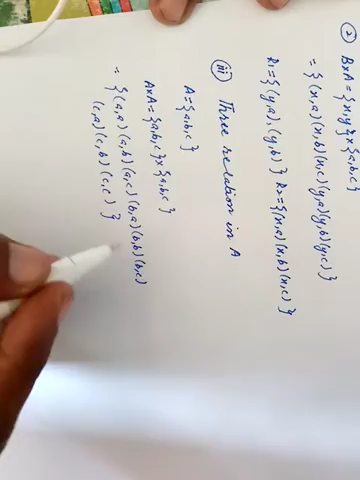 ② B×A = {x,y} × {a,b,c}
= {(x,a)(x,b)(x,c)(y,a)(y,b)(y,c)}
R1 = {(y,a),(y,b)} R2 = {(x,a)(x,b)(x,c)}
(iii) Three relation in A
A = {a,b,c}
A×A = {a,b,c} × {a,b,c}
= {(a,a)(a,b)(a,c)(b,a)(b,b)(b,c)
(c,a)(c,b)(c,c)}